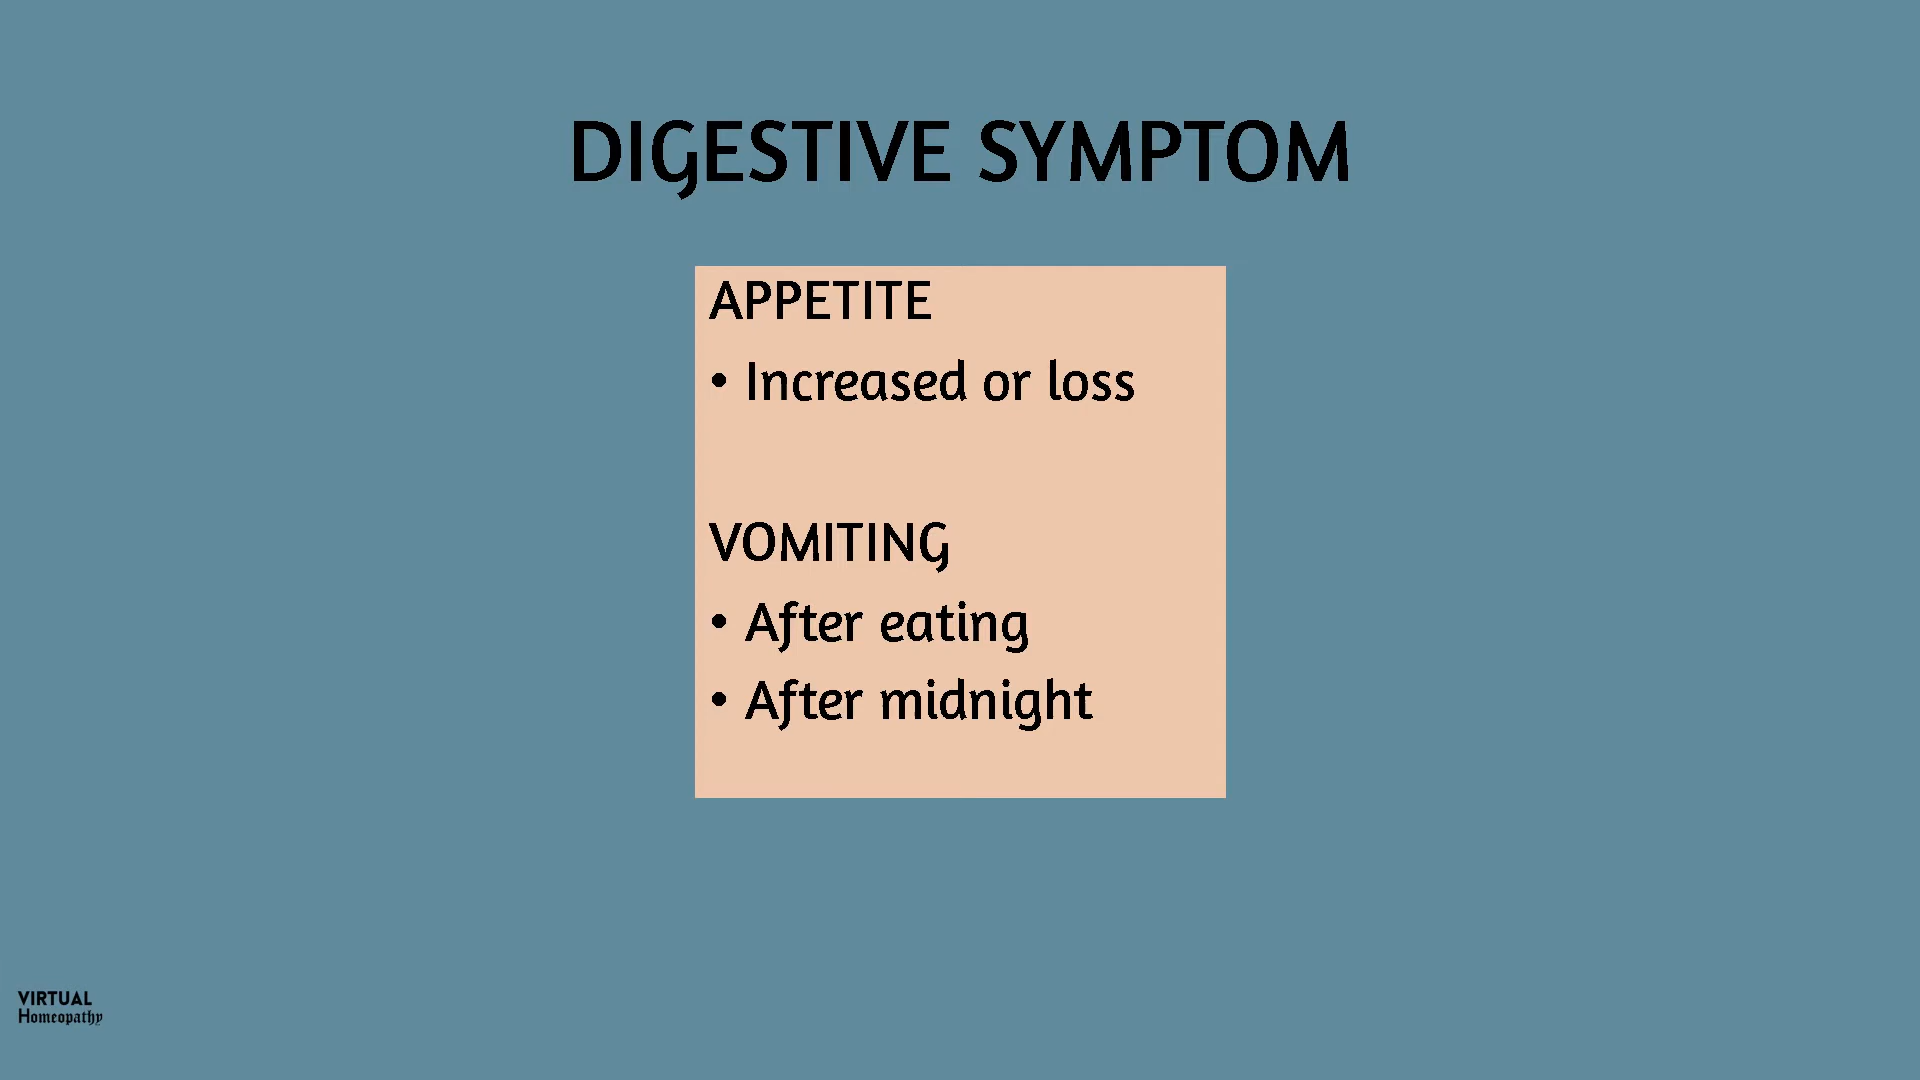 DIGESTIVE SYMPTOM
APPETITE
• Increased or loss
VOMITING
• After eating
• After midnight
VIRTUAL
Homeopathy